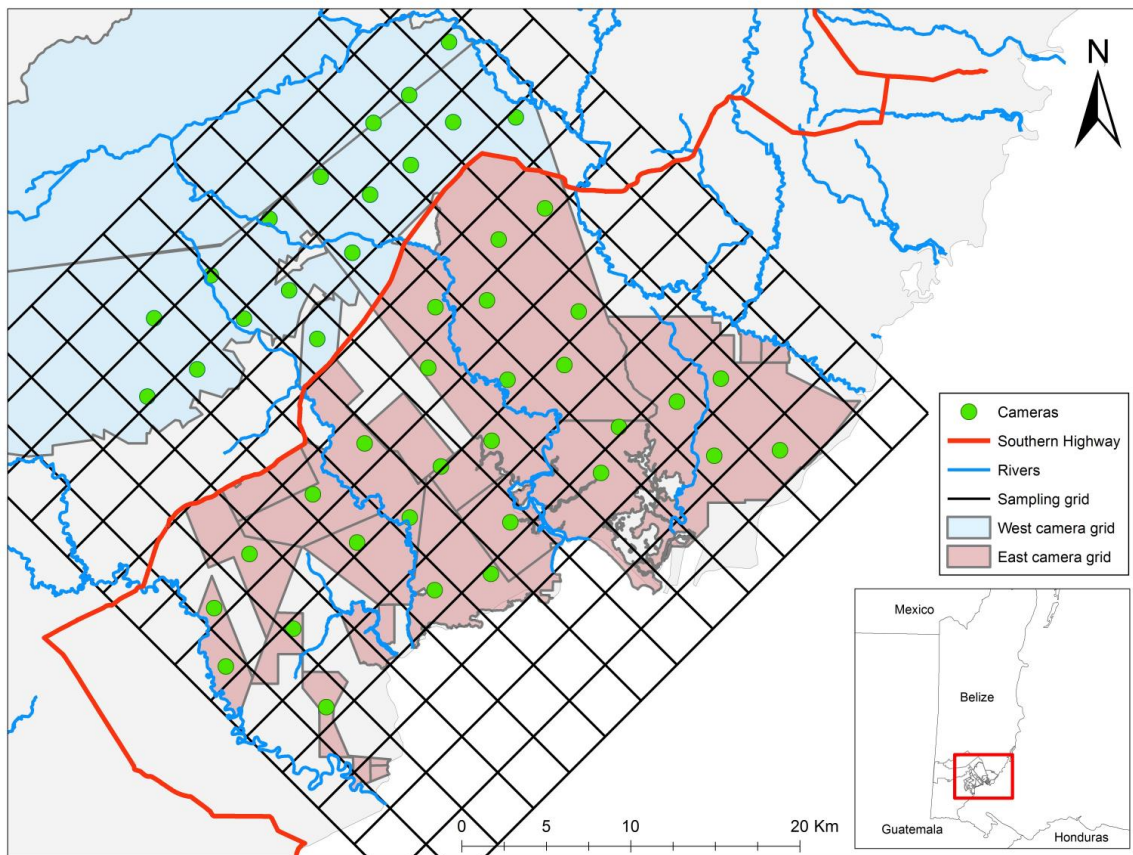 N
Cameras
Southern Highway
Rivers
Sampling grid
West camera grid
East camera grid
Mexico
Belize
Guatemala
Honduras
0 5 10 20 Km